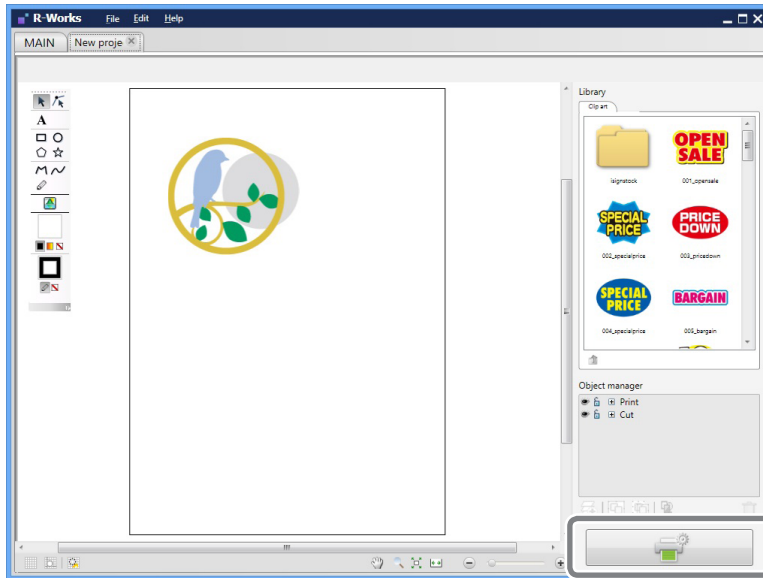 R-Works File Edit Help
MAIN New proje
Library
Clip art
lsignstock
OPEN
SALE
001_opensale
SPECIAL
PRICE
002_specialprice
PRICE
DOWN
003_pricedown
SPECIAL
PRICE
004_specialprice
BARGAIN
005_bargain
A
Object manager
Print
Cut